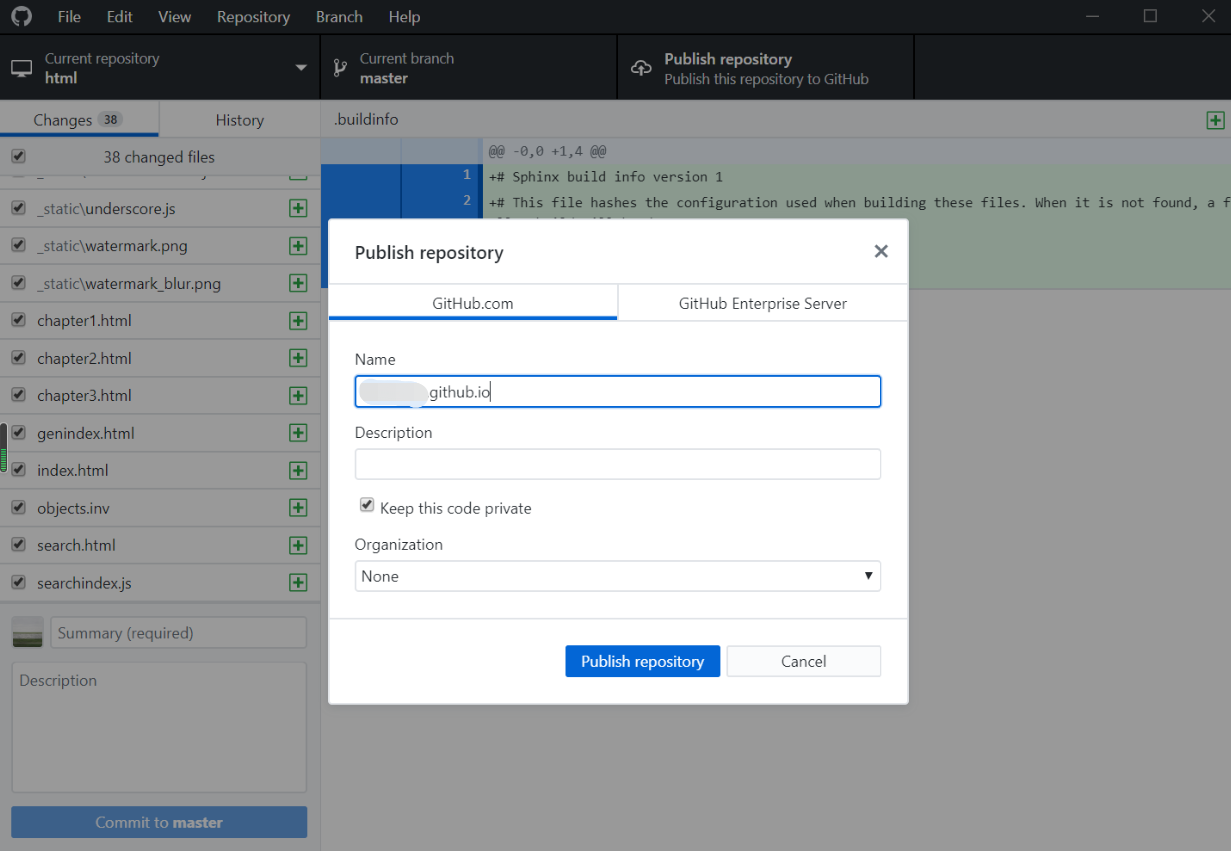 File Edit View Repository Branch Help
Current repository
html
Current branch
master
Publish repository
Publish this repository to GitHub
Changes 38
History
.buildinfo
38 changed files
@@ -0,0 +1,4 @@
1 +# Sphinx build info version 1
2 +# This file hashes the configuration used when building these files. When it is not found, a f
_static\underscore.js
_static\watermark.png
_static\watermark_blur.png
chapter1.html
chapter2.html
chapter3.html
genindex.html
index.html
objects.inv
search.html
searchindex.js
Summary (required)
Description
Commit to master
Publish repository
GitHub.com
GitHub Enterprise Server
Name
.github.io
Description
Keep this code private
Organization
None
Publish repository
Cancel